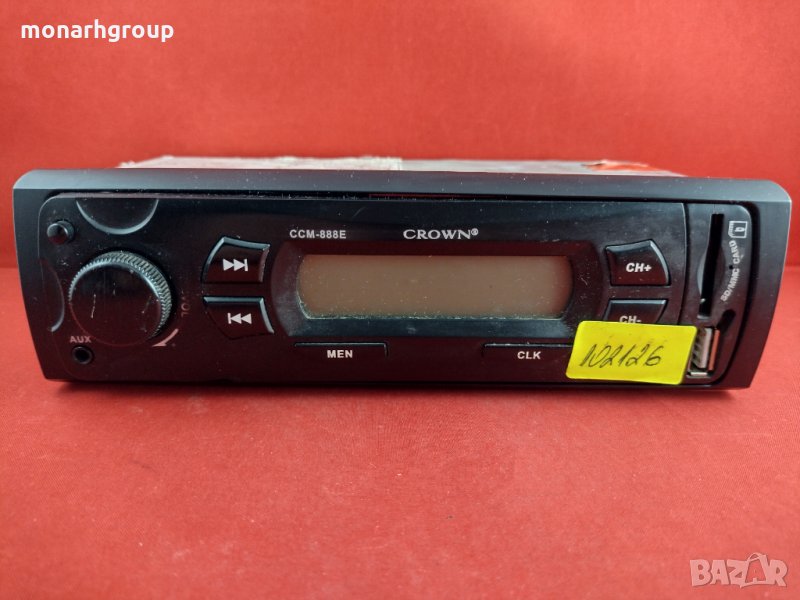 monarhgroup
CCM-888E
CROWN®
CH+
CH-
AUX
MEN
CLK
SD/MMC CARD
102126
BAZAR